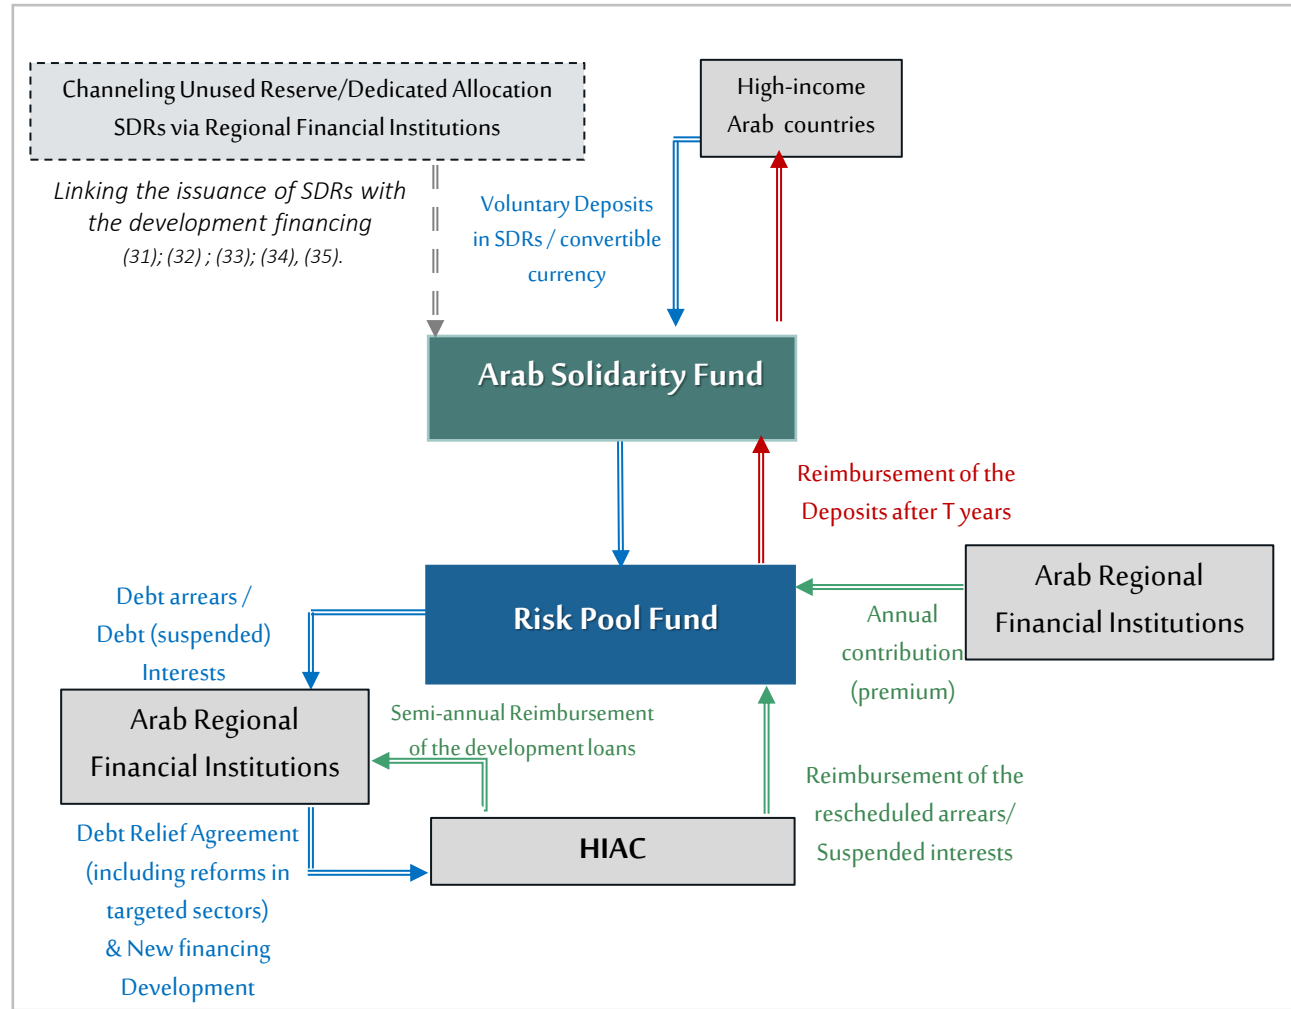 Channeling Unused Reserve/Dedicated Allocation
SDRs via Regional Financial Institutions
High-income
Arab countries
Linking the issuance of SDRs with
the development financing
(31); (32) ; (33); (34), (35).
Voluntary Deposits
in SDRs / convertible
currency
Arab Solidarity Fund
Reimbursement of the
Deposits after T years
Risk Pool Fund
Arab Regional
Financial Institutions
Annual
contribution
(premium)
Debt arrears /
Debt (suspended)
Interests
Arab Regional
Financial Institutions
Semi-annual Reimbursement
of the development loans
Reimbursement of the
rescheduled arrears/
Suspended interests
HIAC
Debt Relief Agreement
(including reforms in
targeted sectors)
& New financing
Development